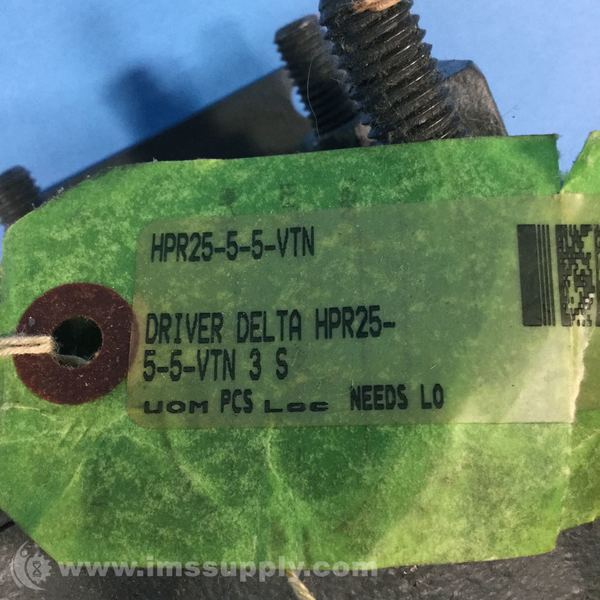 HPR25-5-5-VTN
DRIVER DELTA HPR25-
5-5-VTN 3 S
UOM PCS Loc NEEDS LO
www.imssupply.com